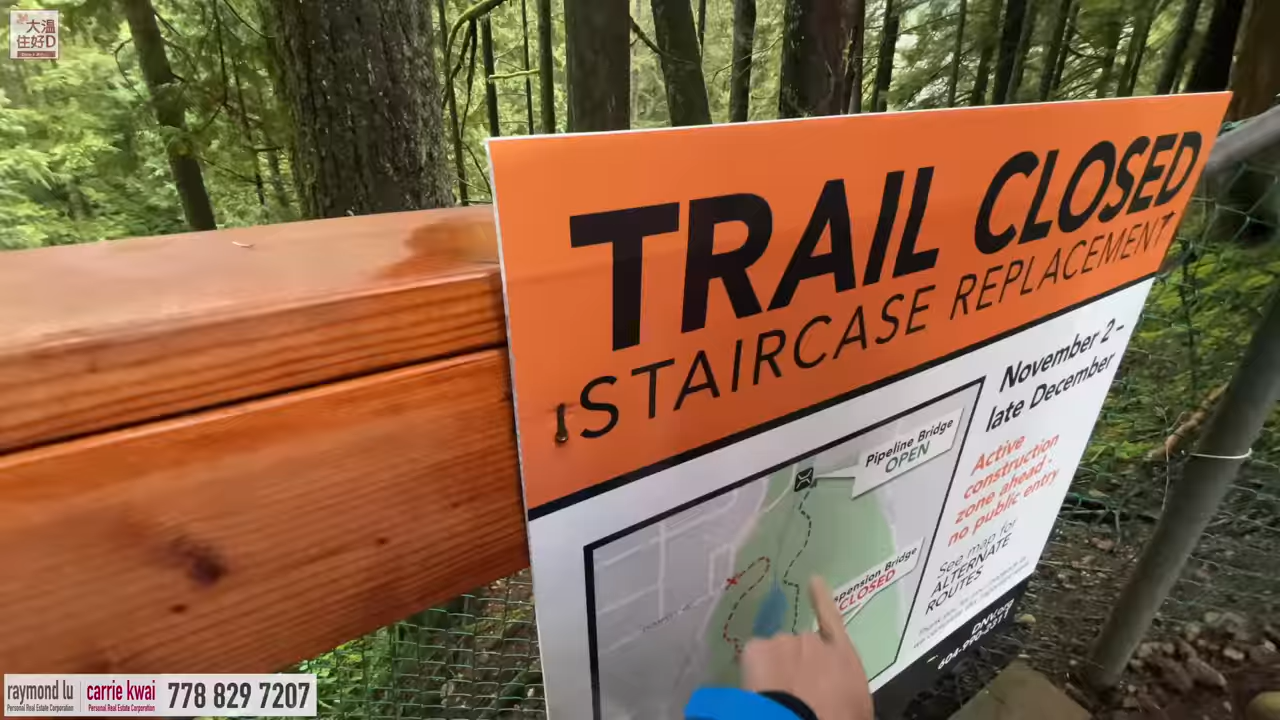 大溫
住好D
TRAIL CLOSED
STAIRCASE REPLACEMENT
November 2 –
late December
Active
construction
zone ahead -
no public entry
See map for
ALTERNATE
ROUTES
Pipeline Bridge
OPEN
spension Bridge
CLOSED
DNV.org
604-990-2311
raymond lu
Personal Real Estate Corporation
carrie kwai
Personal Real Estate Corporation
778 829 7207